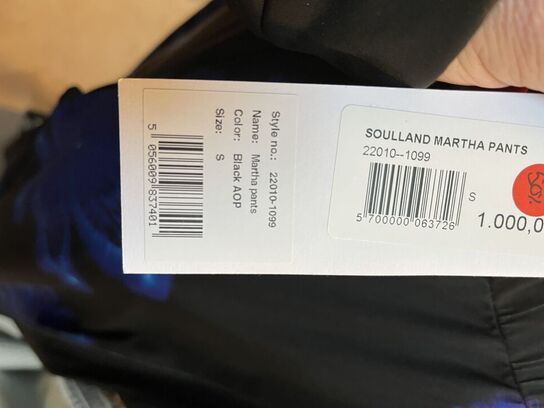 Style no.: 22010-1099
Name: Martha pants
Color: Black AOP
Size: S
5 056009 837401
SOULLAND MARTHA PANTS
22010--1099
S
5 700000 063726
1.000,0
50%